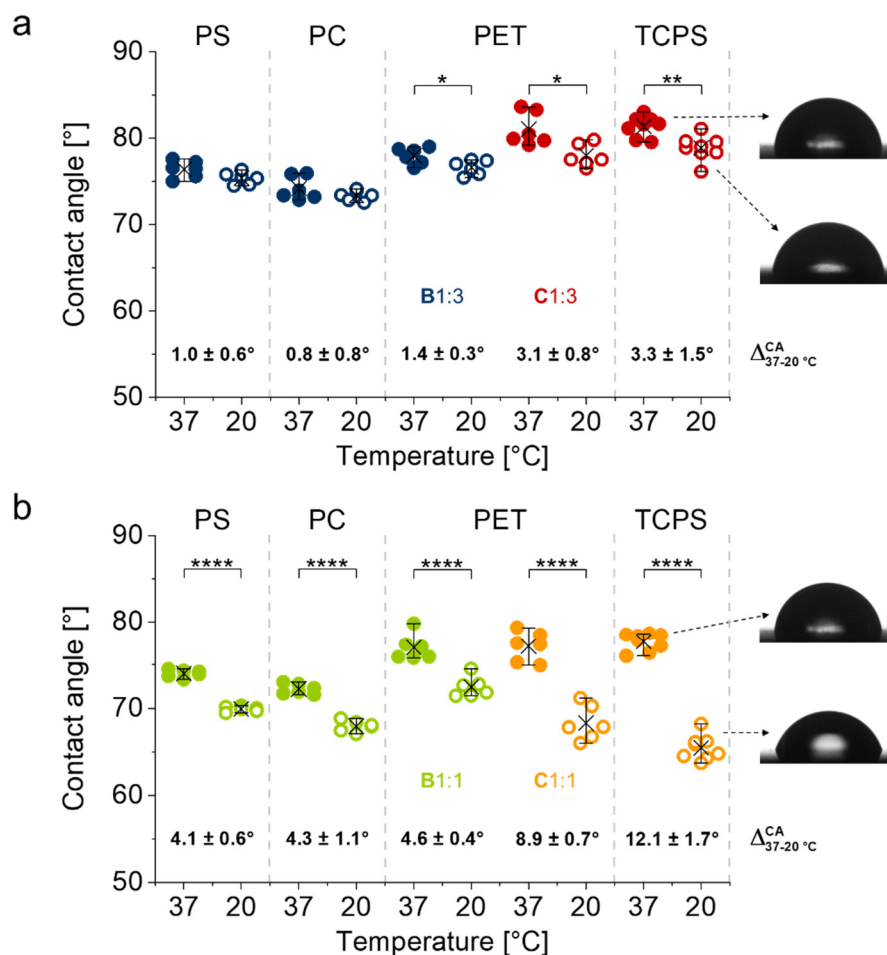 a
PS PC PET TCPS
90
80
70
60
50
Contact angle [°]
* * **
B1:3 C1:3
1.0 ± 0.6° 0.8 ± 0.8° 1.4 ± 0.3° 3.1 ± 0.8° 3.3 ± 1.5° Δ CA 37-20 °C
37 20 37 20 37 20 37 20 37 20
Temperature [°C]
b
PS PC PET TCPS
90
80
70
60
50
Contact angle [°]
**** **** **** **** ****
B1:1 C1:1
4.1 ± 0.6° 4.3 ± 1.1° 4.6 ± 0.4° 8.9 ± 0.7° 12.1 ± 1.7° Δ CA 37-20 °C
37 20 37 20 37 20 37 20 37 20
Temperature [°C]